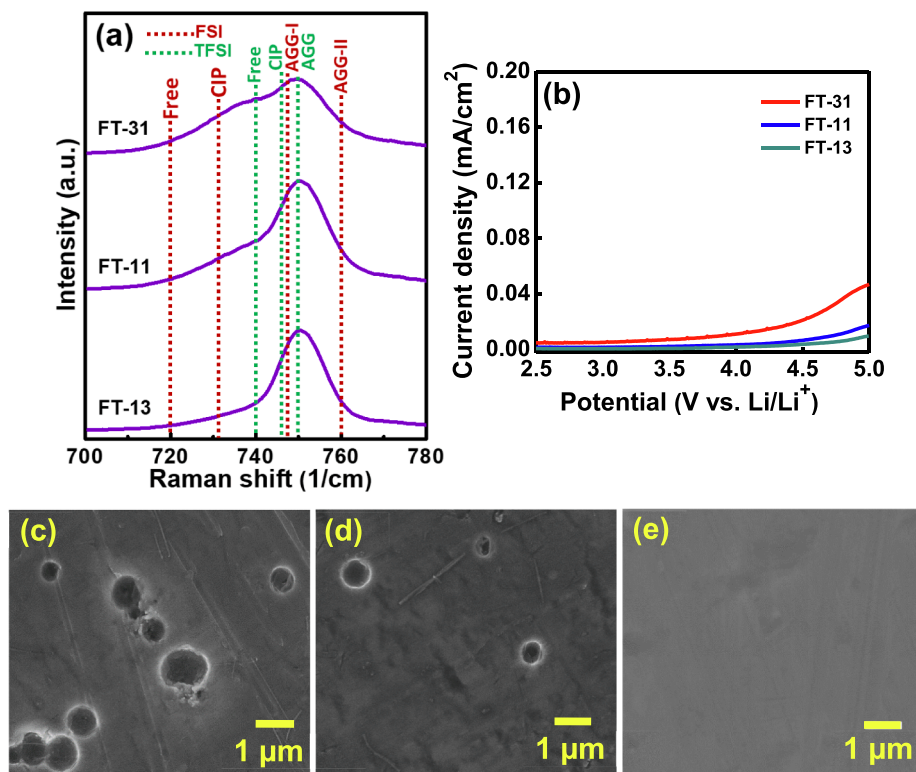 (a)
FSI
TFSI
Free
CIP
Free
CIP
AGG-I
AGG
AGG-II
FT-31
FT-11
FT-13
Intensity (a.u.)
700 720 740 760 780
Raman shift (1/cm)
(b)
FT-31
FT-11
FT-13
0.20
0.16
0.12
0.08
0.04
0.00
Current density (mA/cm²)
2.5 3.0 3.5 4.0 4.5 5.0
Potential (V vs. Li/Li⁺)
(c)
1 µm
(d)
1 µm
(e)
1 µm